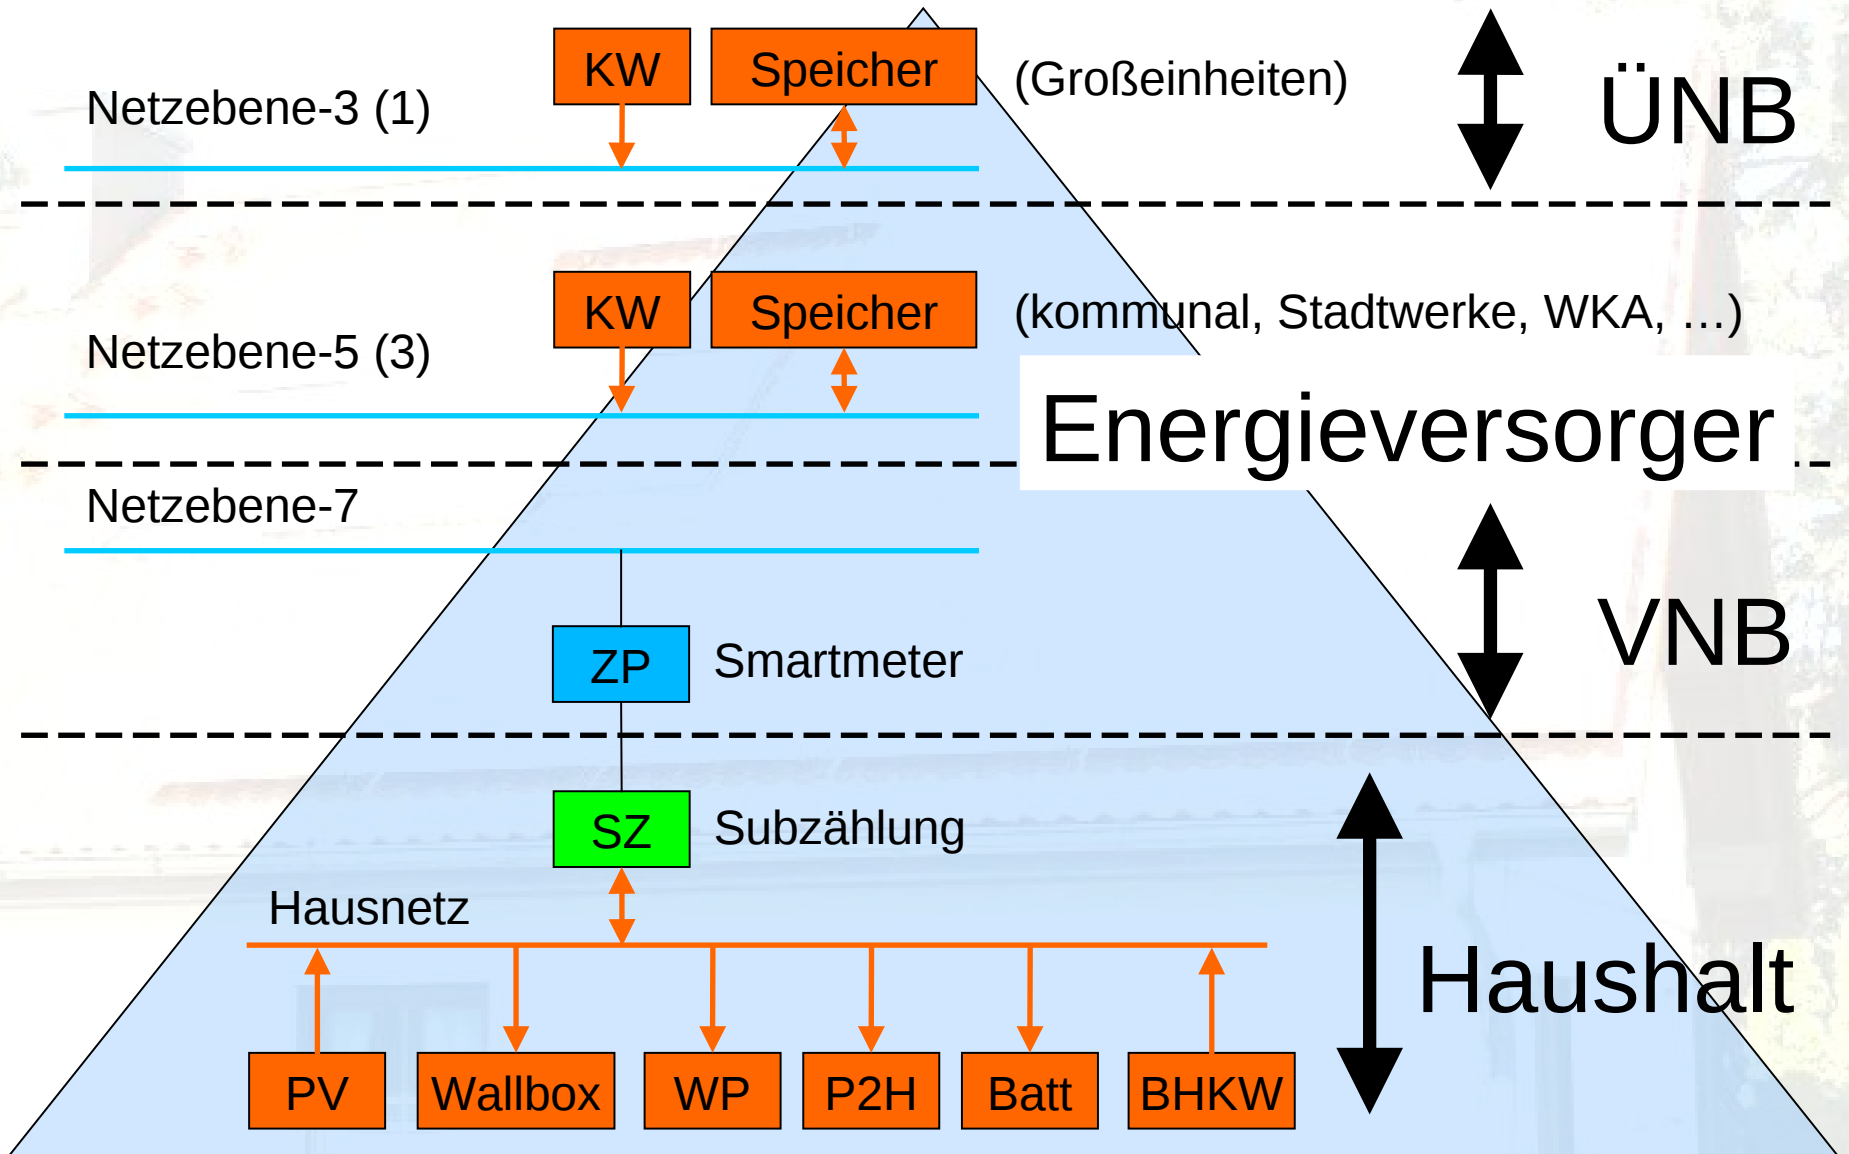 KW
Speicher
(Großeinheiten)
ÜNB
Netzebene-3 (1)
KW
Speicher
(kommunal, Stadtwerke, WKA, …)
Netzebene-5 (3)
Energieversorger
Netzebene-7
VNB
ZP
Smartmeter
SZ
Subzählung
Hausnetz
Haushalt
PV
Wallbox
WP
P2H
Batt
BHKW